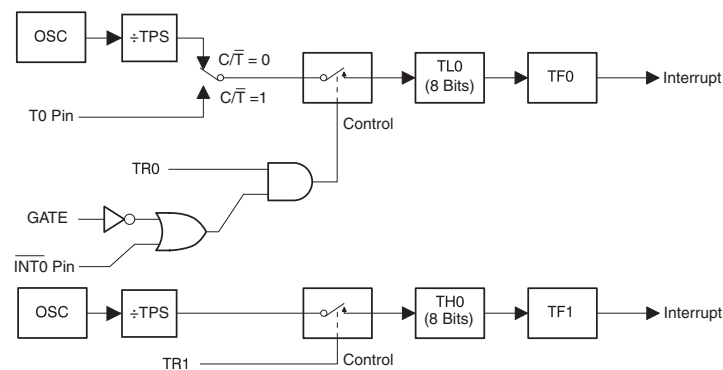 OSC
÷TPS
C/T̅ = 0
C/T̅ =1
T0 Pin
TL0
(8 Bits)
TF0
Interrupt
Control
TR0
GATE
I̅N̅T̅0̅ Pin
OSC
÷TPS
TH0
(8 Bits)
TF1
Interrupt
TR1
Control